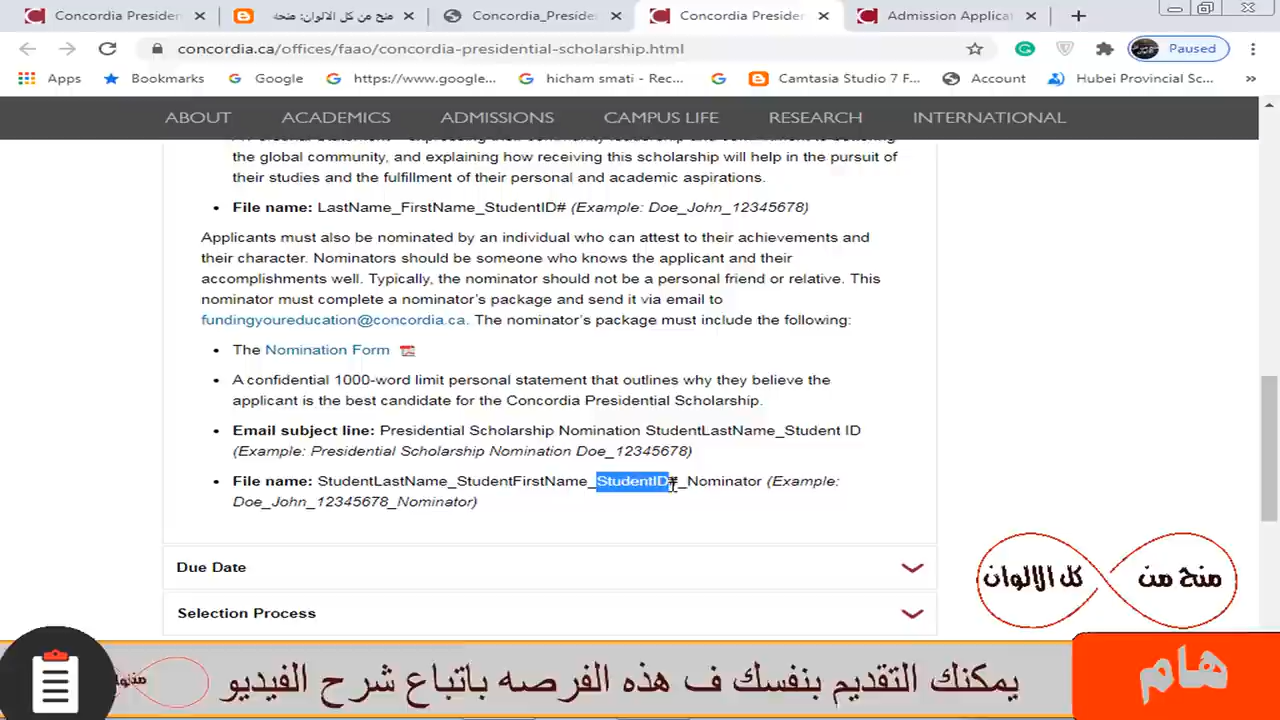 Concordia Presiden
منح من كل الالوان: منحة
Concordia_Preside
Concordia Preside
Admission Applica
concordia.ca/offices/faao/concordia-presidential-scholarship.html
Paused
Apps
Bookmarks
Google
https://www.google...
hicham smati - Rec...
Camtasia Studio 7 F...
Account
Hubei Provincial Sc...
»
ABOUT ACADEMICS ADMISSIONS CAMPUS LIFE RESEARCH INTERNATIONAL
the global community, and explaining how receiving this scholarship will help in the pursuit of
their studies and the fulfillment of their personal and academic aspirations.
• File name: LastName_FirstName_StudentID# (Example: Doe_John_12345678)
Applicants must also be nominated by an individual who can attest to their achievements and
their character. Nominators should be someone who knows the applicant and their
accomplishments well. Typically, the nominator should not be a personal friend or relative. This
nominator must complete a nominator’s package and send it via email to
fundingyoureducation@concordia.ca. The nominator’s package must include the following:
• The Nomination Form
• A confidential 1000-word limit personal statement that outlines why they believe the
applicant is the best candidate for the Concordia Presidential Scholarship.
• Email subject line: Presidential Scholarship Nomination StudentLastName_Student ID
(Example: Presidential Scholarship Nomination Doe_12345678)
• File name: StudentLastName_StudentFirstName_StudentID#_Nominator (Example:
Doe_John_12345678_Nominator)
Due Date
منح من كل الالوان
Selection Process
هام
يمكنك التقديم بنفسك ف هذه الفرصه باتباع شرح الفيديو